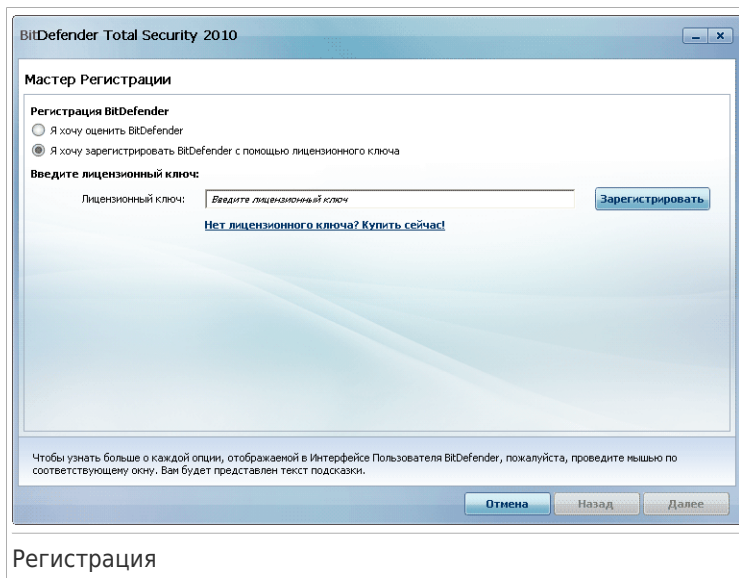 BitDefender Total Security 2010
Мастер Регистрации
Регистрация BitDefender
Я хочу оценить BitDefender
Я хочу зарегистрировать BitDefender с помощью лицензионного ключа
Введите лицензионный ключ:
Лицензионный ключ: Введите лицензионный ключ Зарегистрировать
Нет лицензионного ключа? Купить сейчас!
Чтобы узнать больше о каждой опции, отображаемой в Интерфейсе Пользователя BitDefender, пожалуйста, проведите мышью по
соответствующему окну. Вам будет представлен текст подсказки.
Отмена Назад Далее
Регистрация